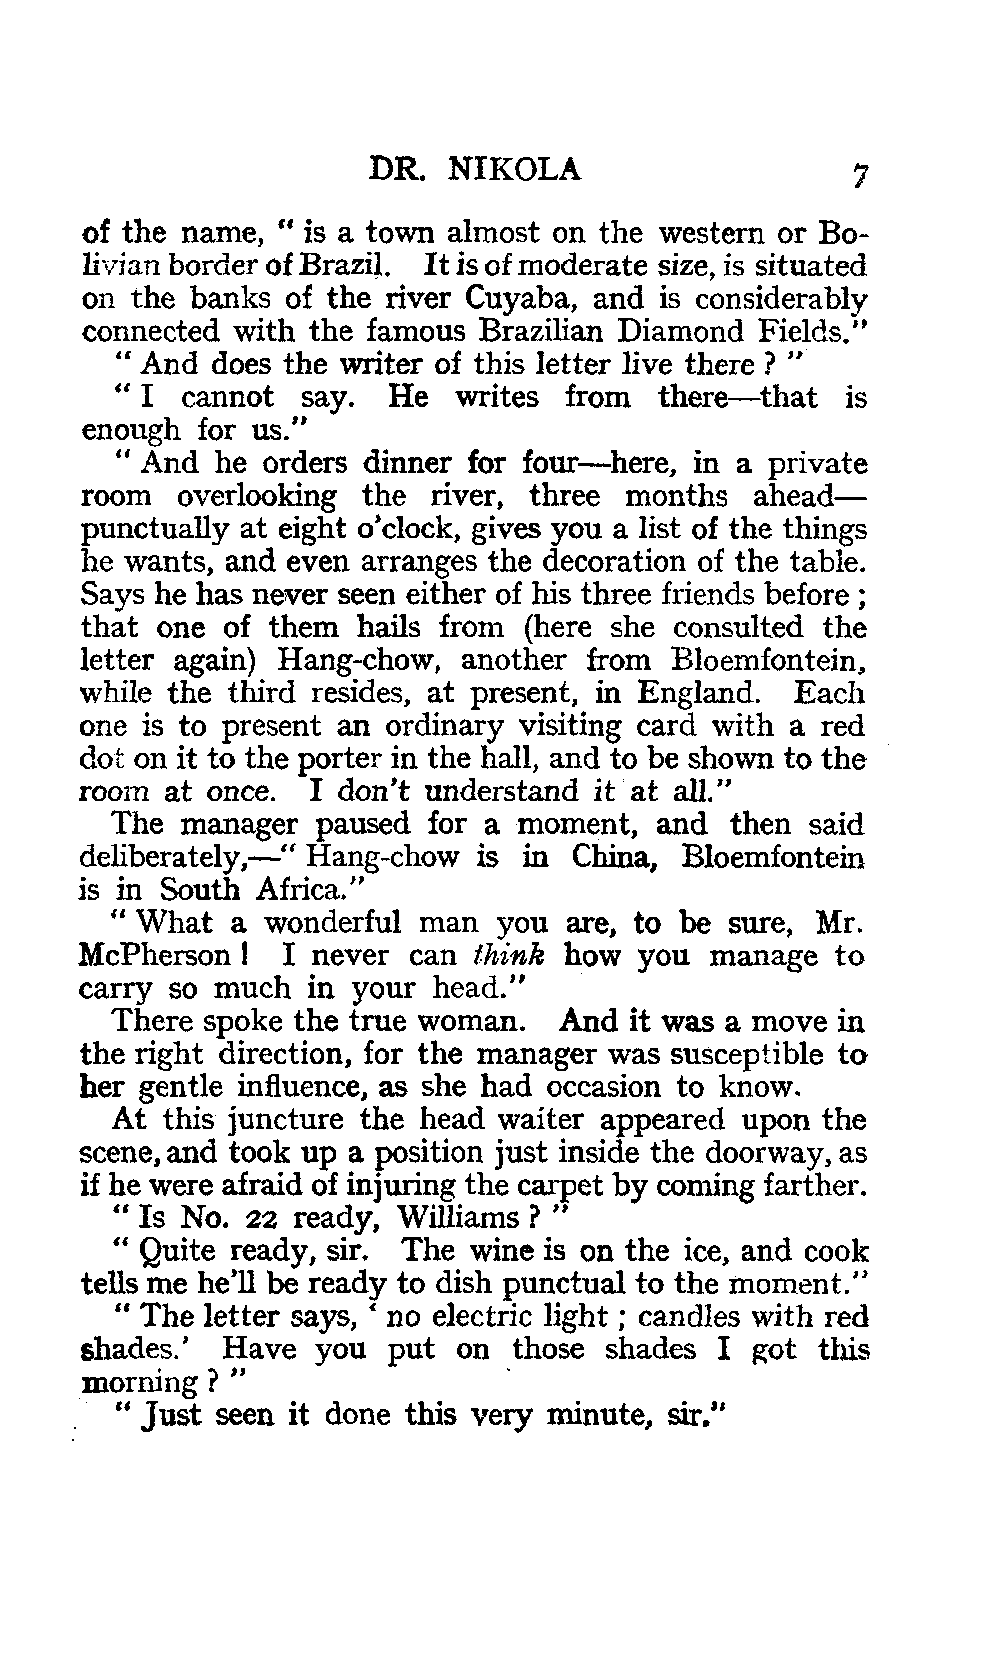 DR. NIKOLA 7
of the name, " is a town almost on the western or Bo-
livian border of Brazil. It is of moderate size, is situated
on the banks of the river Cuyaba, and is considerably
connected with the famous Brazilian Diamond Fields."
" And does the writer of this letter live there ? "
" I cannot say. He writes from there—that is
enough for us."
" And he orders dinner for four—here, in a private
room overlooking the river, three months ahead—
punctually at eight o'clock, gives you a list of the things
he wants, and even arranges the decoration of the table.
Says he has never seen either of his three friends before ;
that one of them hails from (here she consulted the
letter again) Hang-chow, another from Bloemfontein,
while the third resides, at present, in England. Each
one is to present an ordinary visiting card with a red
dot on it to the porter in the hall, and to be shown to the
room at once. I don't understand it at all."
The manager paused for a moment, and then said
deliberately,—" Hang-chow is in China, Bloemfontein
is in South Africa."
" What a wonderful man you are, to be sure, Mr.
McPherson ! I never can think how you manage to
carry so much in your head."
There spoke the true woman. And it was a move in
the right direction, for the manager was susceptible to
her gentle influence, as she had occasion to know.
At this juncture the head waiter appeared upon the
scene, and took up a position just inside the doorway, as
if he were afraid of injuring the carpet by coming farther.
" Is No. 22 ready, Williams ? "
" Quite ready, sir. The wine is on the ice, and cook
tells me he'll be ready to dish punctual to the moment."
" The letter says, ' no electric light ; candles with red
shades.' Have you put on those shades I got this
morning ? "
" Just seen it done this very minute, sir."